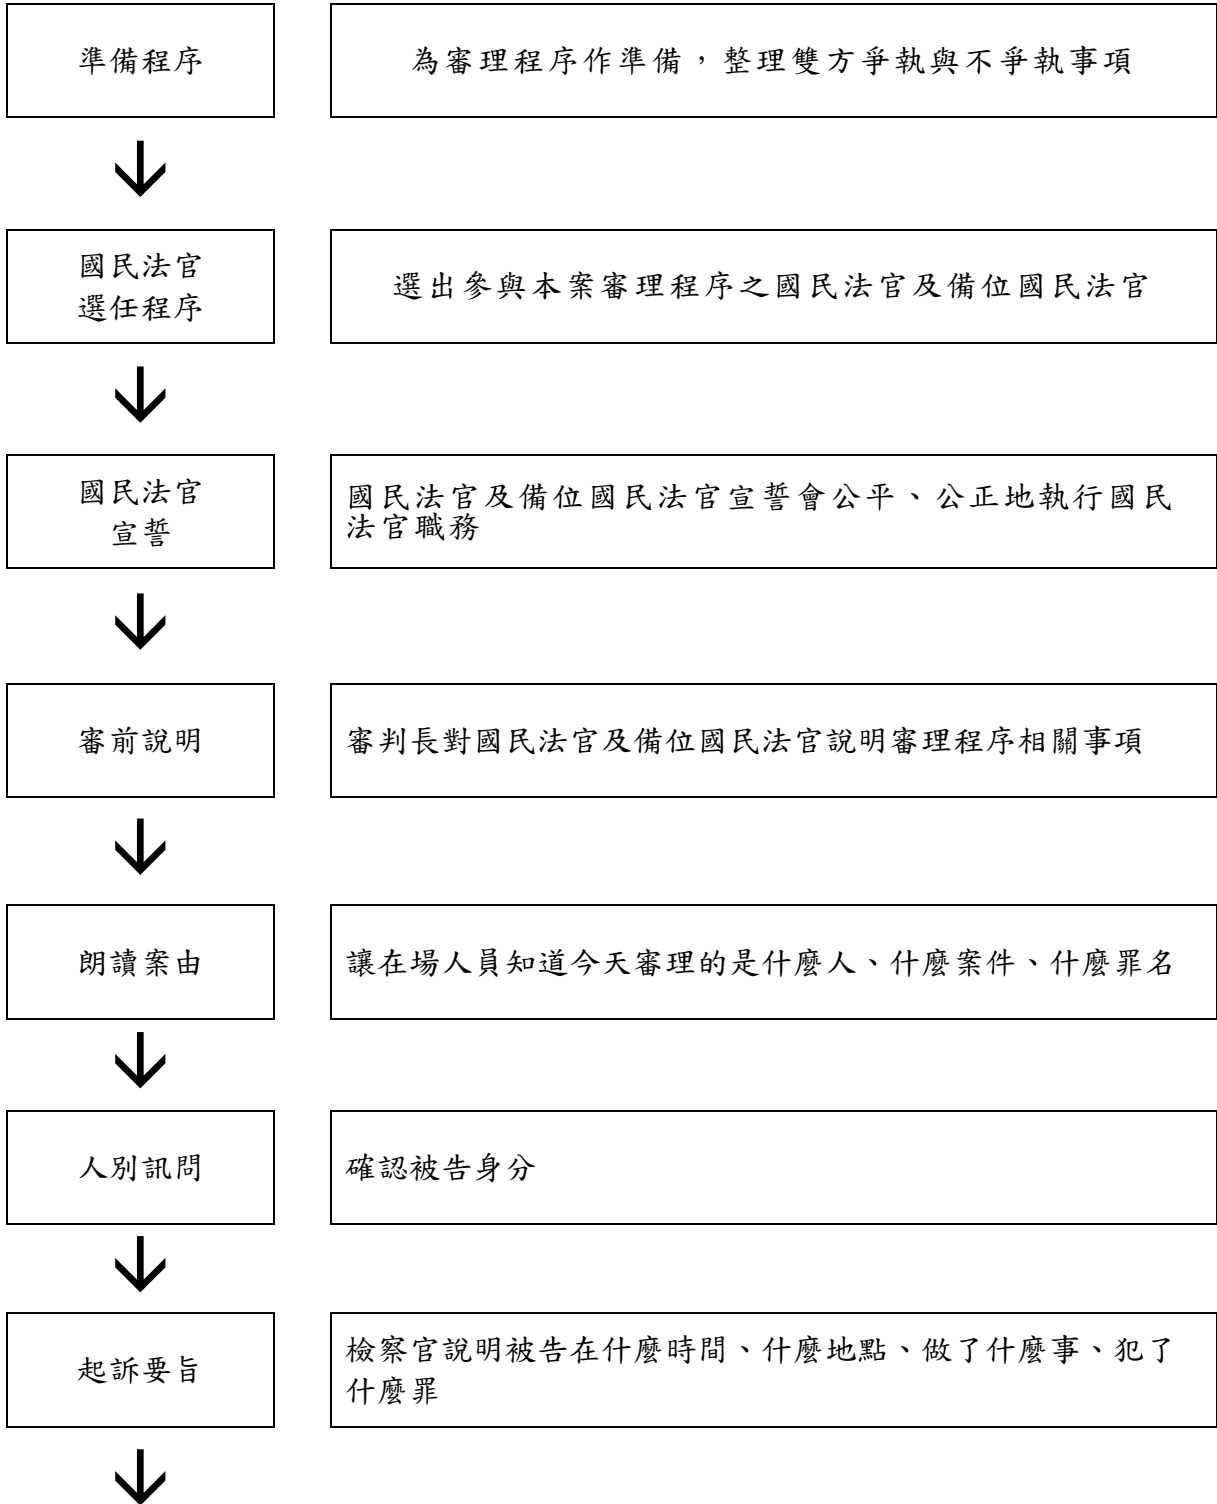 準備程序
為審理程序作準備，整理雙方爭執與不爭執事項
國民法官
選任程序
選出參與本案審理程序之國民法官及備位國民法官
國民法官
宣誓
國民法官及備位國民法官宣誓會公平、公正地執行國民
法官職務
審前說明
審判長對國民法官及備位國民法官說明審理程序相關事項
朗讀案由
讓在場人員知道今天審理的是什麼人、什麼案件、什麼罪名
人別訊問
確認被告身分
起訴要旨
檢察官說明被告在什麼時間、什麼地點、做了什麼事、犯了
什麼罪